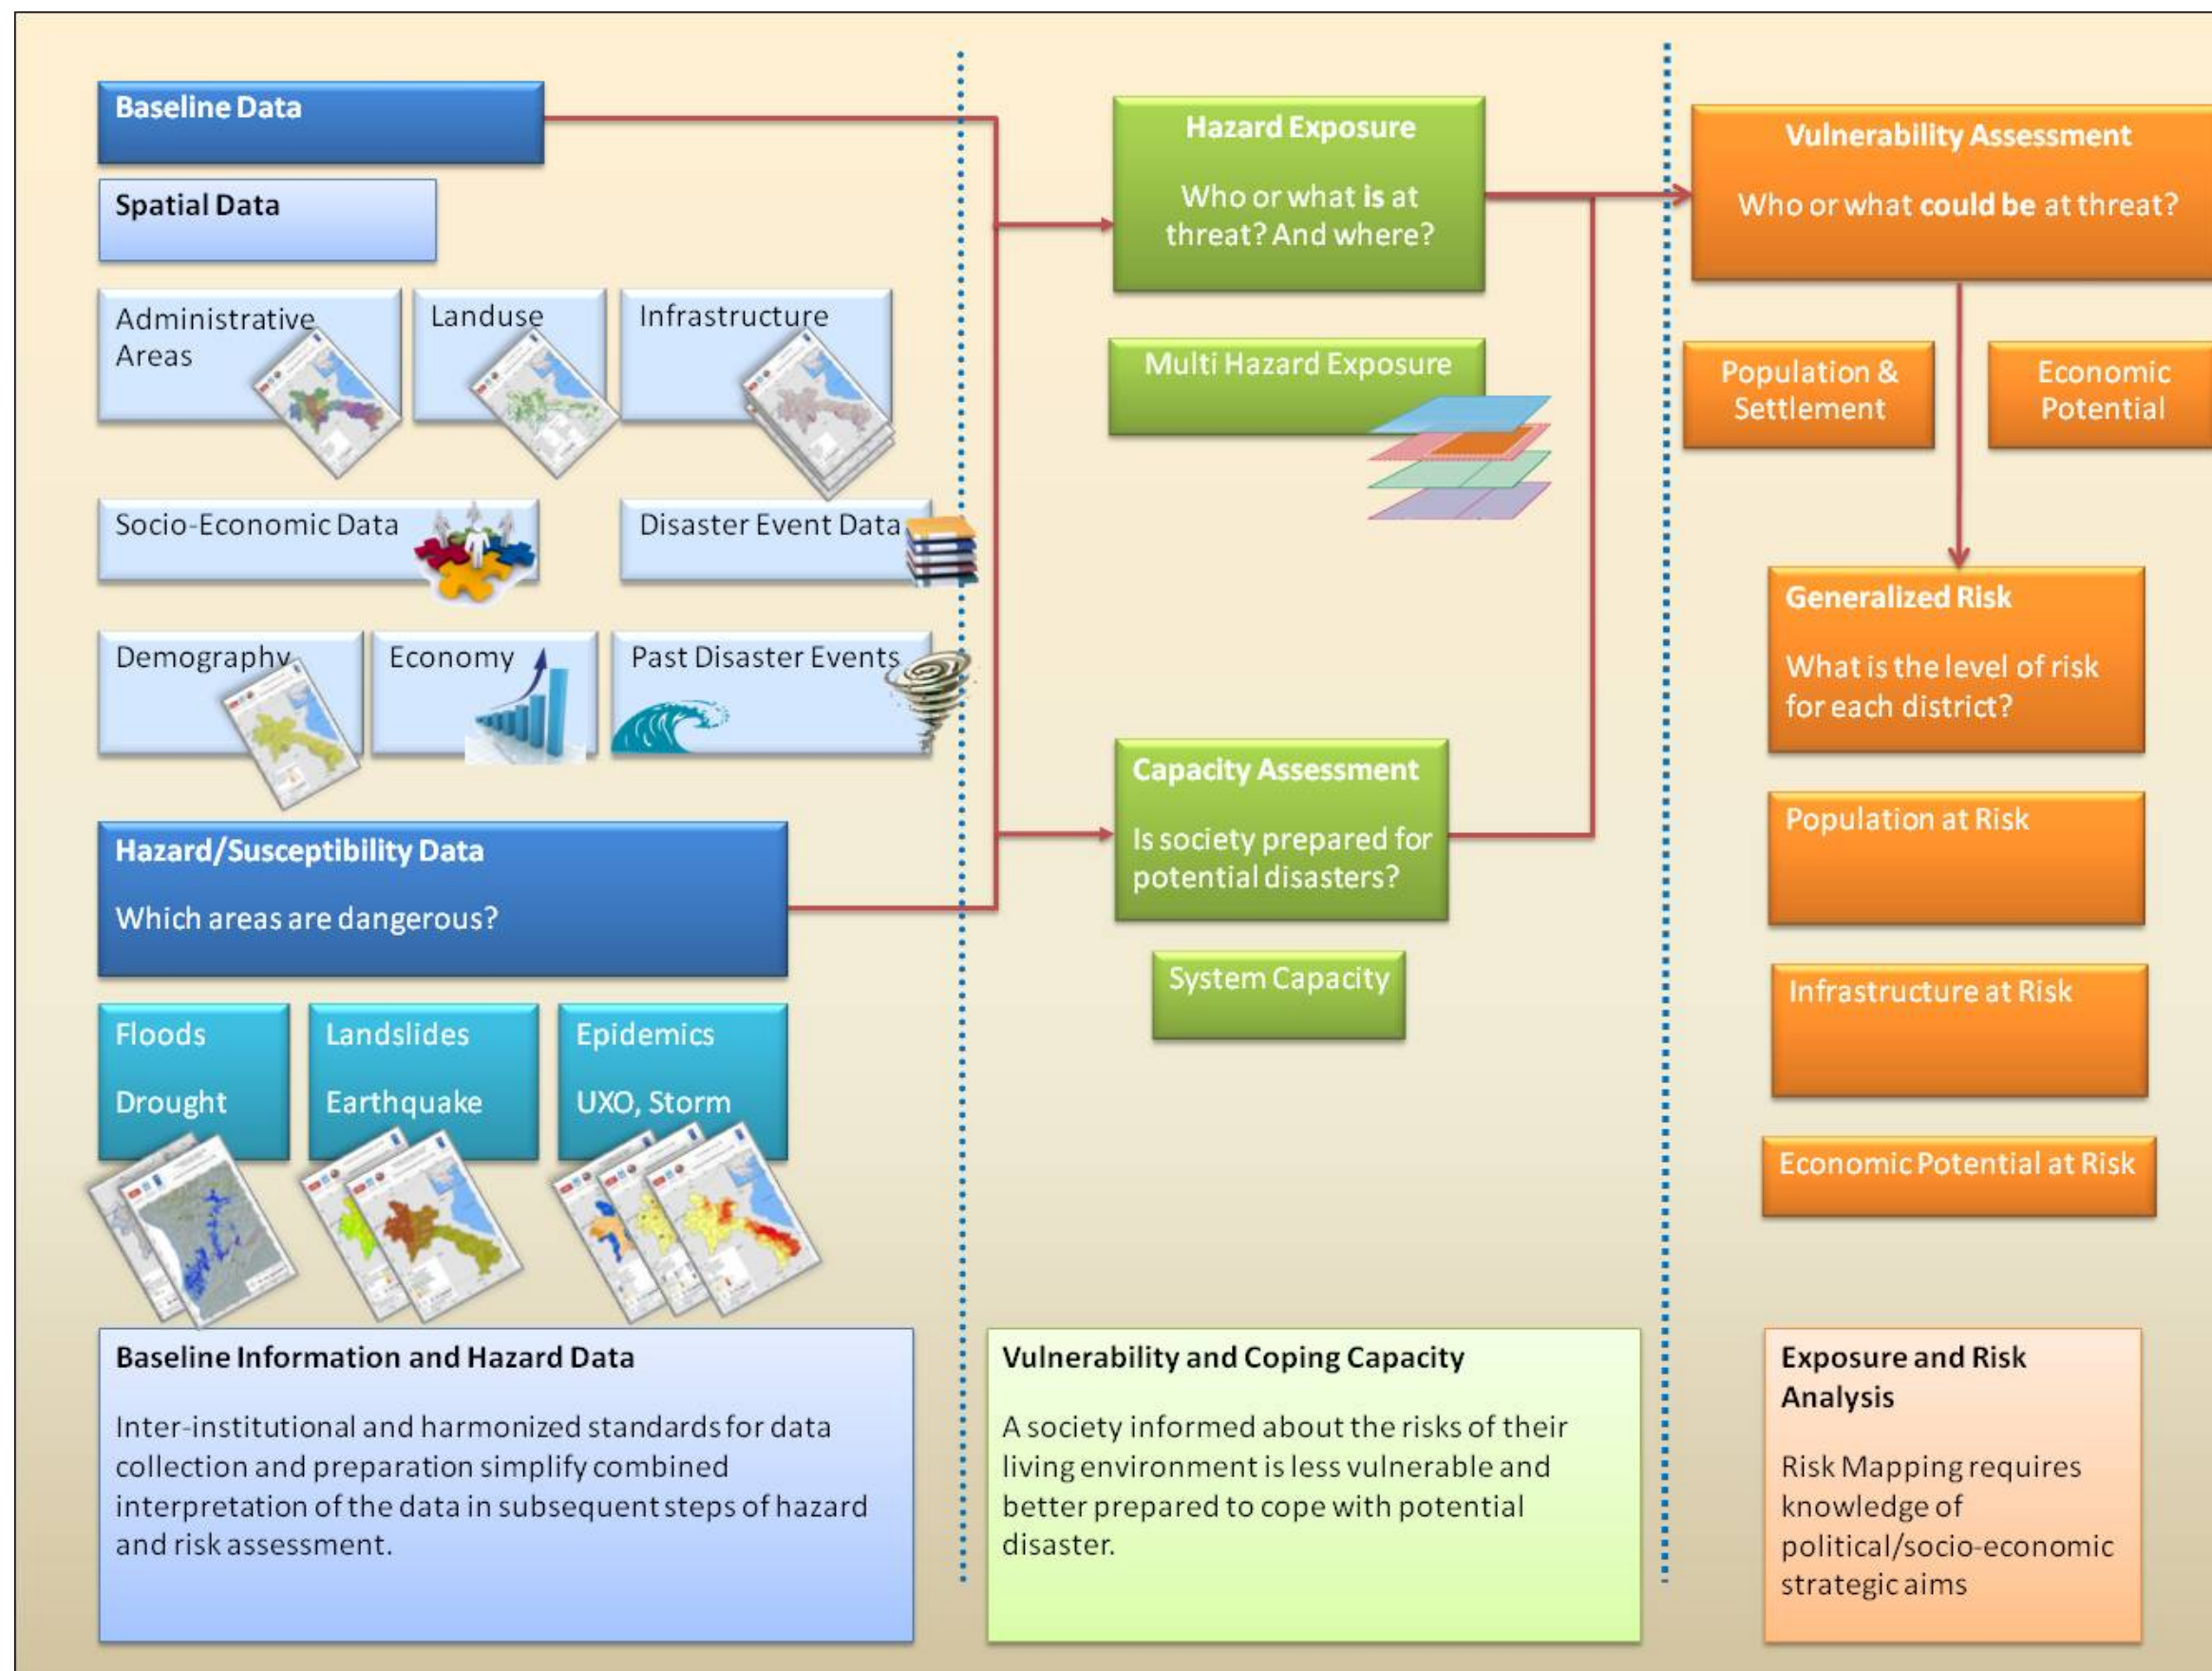 Baseline Data
Spatial Data
Administrative
Areas
Landuse
Infrastructure
Socio-Economic Data
Disaster Event Data
Demography
Economy
Past Disaster Events
Hazard/Susceptibility Data
Which areas are dangerous?
Floods
Drought
Landslides
Earthquake
Epidemics
UXO, Storm
Baseline Information and Hazard Data
Inter-institutional and harmonized standards for data
collection and preparation simplify combined
interpretation of the data in subsequent steps of hazard
and risk assessment.
Hazard Exposure
Who or what is at
threat? And where?
Multi Hazard Exposure
Capacity Assessment
Is society prepared for
potential disasters?
System Capacity
Vulnerability and Coping Capacity
A society informed about the risks of their
living environment is less vulnerable and
better prepared to cope with potential
disaster.
Vulnerability Assessment
Who or what could be at threat?
Population &
Settlement
Economic
Potential
Generalized Risk
What is the level of risk
for each district?
Population at Risk
Infrastructure at Risk
Economic Potential at Risk
Exposure and Risk
Analysis
Risk Mapping requires
knowledge of
political/socio-economic
strategic aims